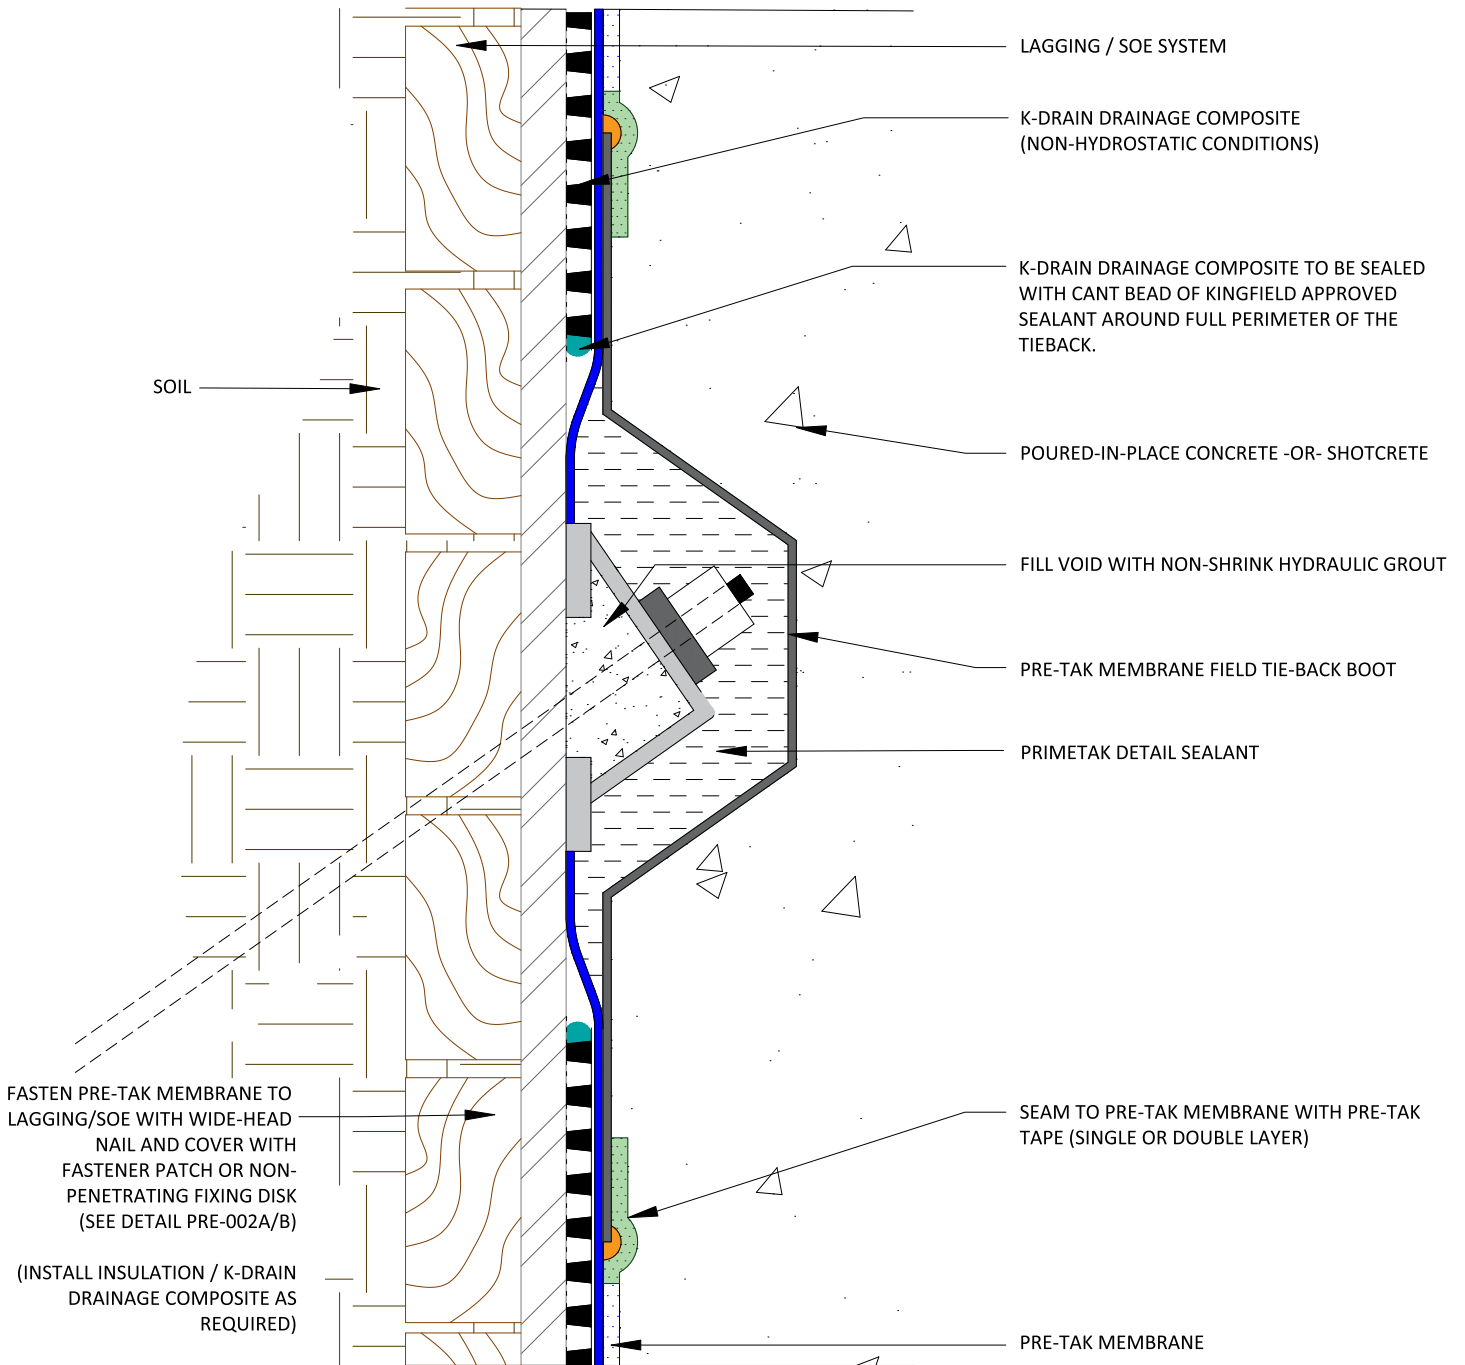 LAGGING / SOE SYSTEM
K-DRAIN DRAINAGE COMPOSITE
(NON-HYDROSTATIC CONDITIONS)
K-DRAIN DRAINAGE COMPOSITE TO BE SEALED
WITH CANT BEAD OF KINGFIELD APPROVED
SEALANT AROUND FULL PERIMETER OF THE
TIEBACK.
SOIL
POURED-IN-PLACE CONCRETE -OR- SHOTCRETE
FILL VOID WITH NON-SHRINK HYDRAULIC GROUT
PRE-TAK MEMBRANE FIELD TIE-BACK BOOT
PRIMETAK DETAIL SEALANT
FASTEN PRE-TAK MEMBRANE TO
LAGGING/SOE WITH WIDE-HEAD
NAIL AND COVER WITH
FASTENER PATCH OR NON-
PENETRATING FIXING DISK
(SEE DETAIL PRE-002A/B)
(INSTALL INSULATION / K-DRAIN
DRAINAGE COMPOSITE AS
REQUIRED)
SEAM TO PRE-TAK MEMBRANE WITH PRE-TAK
TAPE (SINGLE OR DOUBLE LAYER)
PRE-TAK MEMBRANE